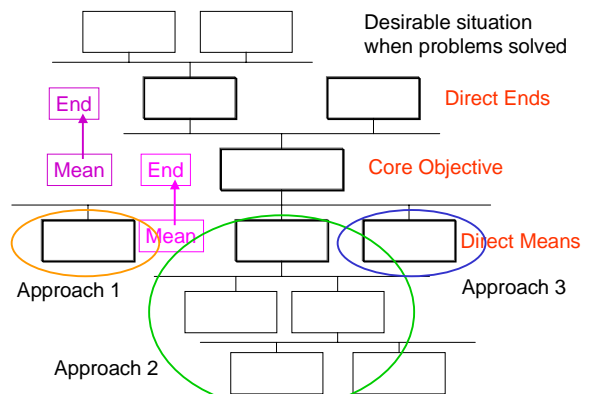 Desirable situation
when problems solved
End
Direct Ends
Mean
End
Core Objective
Mean
Direct Means
Approach 1
Approach 3
Approach 2